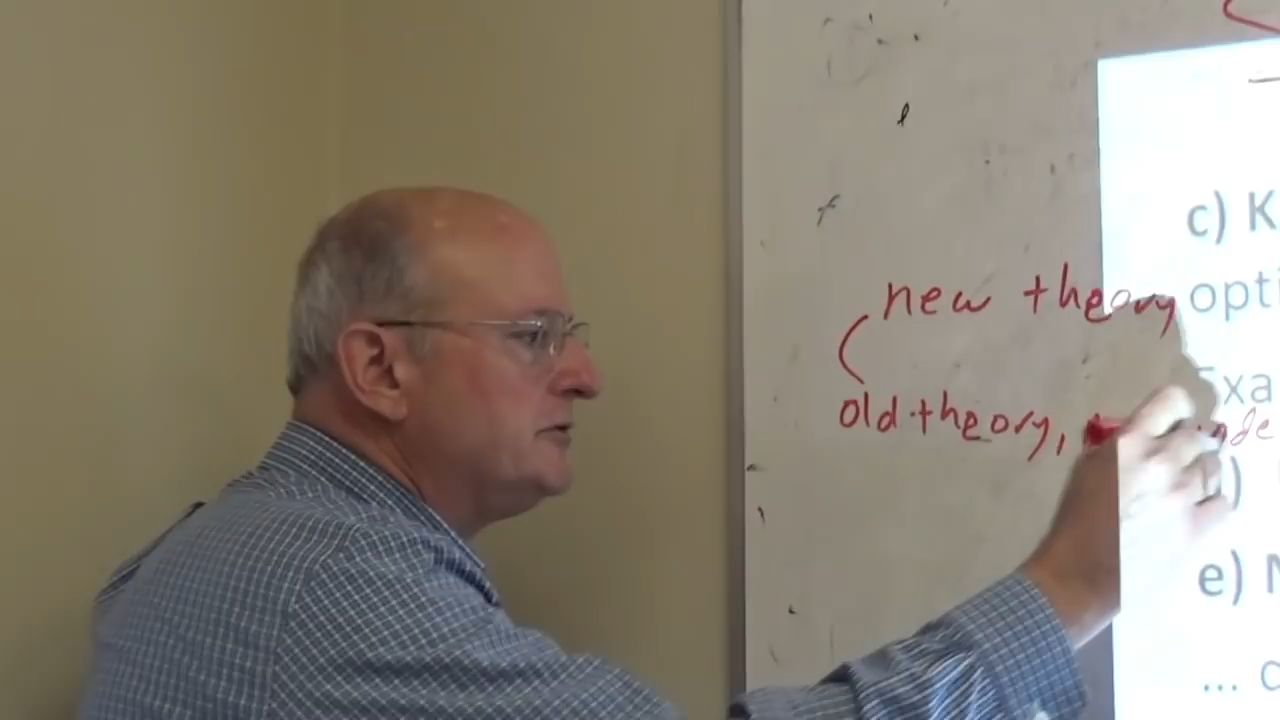 c) K
new theory opti
Exa
old theory,
e) N
... c